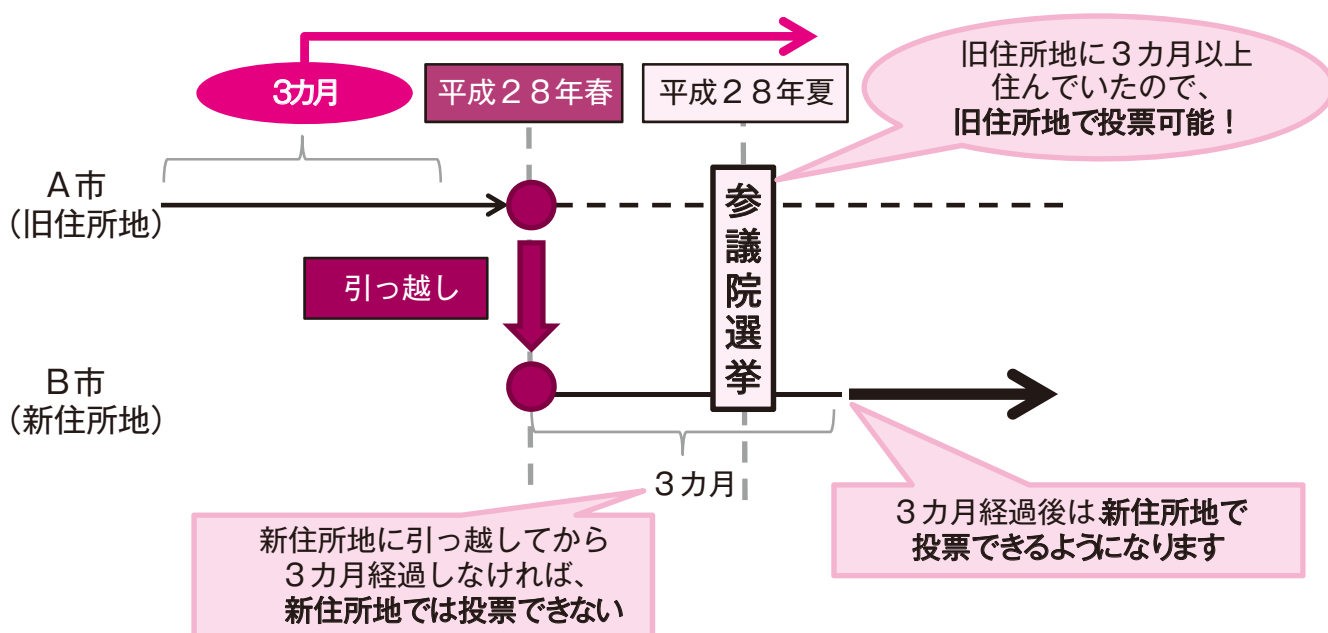 3カ月
平成２８年春
平成２８年夏
旧住所地に３カ月以上
住んでいたので、
旧住所地で投票可能！
Ａ市
（旧住所地）
参議院選挙
引っ越し
Ｂ市
（新住所地）
３カ月
新住所地に引っ越してから
３カ月経過しなければ、
新住所地では投票できない
３カ月経過後は新住所地で
投票できるようになります